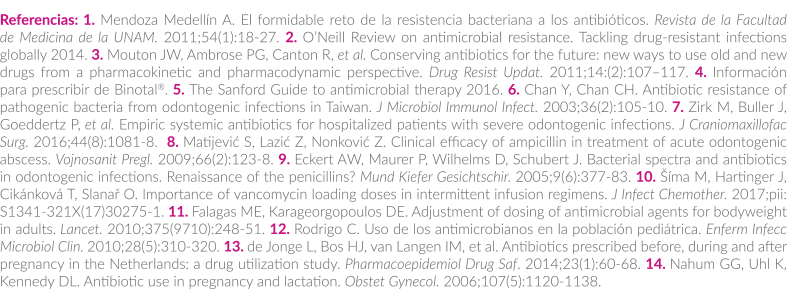 Referencias: 1. Mendoza Medellín A. El formidable reto de la resistencia bacteriana a los antibióticos. Revista de la Facultad
de Medicina de la UNAM. 2011;54(1):18-27. 2. O'Neill Review on antimicrobial resistance. Tackling drug-resistant infections
globally 2014. 3. Mouton JW, Ambrose PG, Canton R, et al. Conserving antibiotics for the future: new ways to use old and new
drugs from a pharmacokinetic and pharmacodynamic perspective. Drug Resist Updat. 2011;14:(2):107–117. 4. Información
para prescribir de Binotal®. 5. The Sanford Guide to antimicrobial therapy 2016. 6. Chan Y, Chan CH. Antibiotic resistance of
pathogenic bacteria from odontogenic infections in Taiwan. J Microbiol Immunol Infect. 2003;36(2):105-10. 7. Zirk M, Buller J,
Goeddertz P, et al. Empiric systemic antibiotics for hospitalized patients with severe odontogenic infections. J Craniomaxillofac
Surg. 2016;44(8):1081-8. 8. Matijević S, Lazić Z, Nonković Z. Clinical efficacy of ampicillin in treatment of acute odontogenic
abscess. Vojnosanit Pregl. 2009;66(2):123-8. 9. Eckert AW, Maurer P, Wilhelms D, Schubert J. Bacterial spectra and antibiotics
in odontogenic infections. Renaissance of the penicillins? Mund Kiefer Gesichtschir. 2005;9(6):377-83. 10. Šíma M, Hartinger J,
Cikánková T, Slanař O. Importance of vancomycin loading doses in intermittent infusion regimens. J Infect Chemother. 2017;pii:
S1341-321X(17)30275-1. 11. Falagas ME, Karageorgopoulos DE. Adjustment of dosing of antimicrobial agents for bodyweight
in adults. Lancet. 2010;375(9710):248-51. 12. Rodrigo C. Uso de los antimicrobianos en la población pediátrica. Enferm Infecc
Microbiol Clin. 2010;28(5):310-320. 13. de Jonge L, Bos HJ, van Langen IM, et al. Antibiotics prescribed before, during and after
pregnancy in the Netherlands: a drug utilization study. Pharmacoepidemiol Drug Saf. 2014;23(1):60-68. 14. Nahum GG, Uhl K,
Kennedy DL. Antibiotic use in pregnancy and lactation. Obstet Gynecol. 2006;107(5):1120-1138.